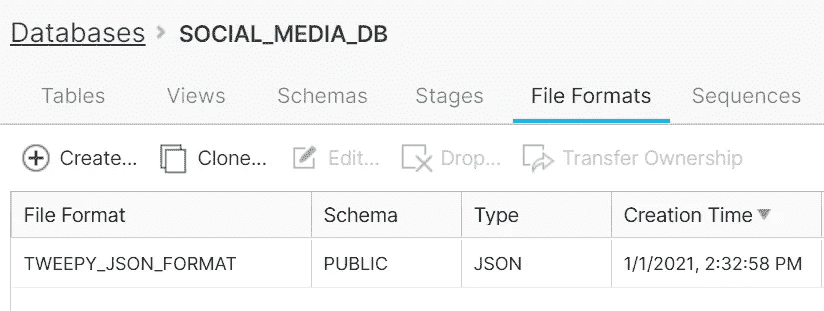 Databases > SOCIAL_MEDIA_DB
Tables Views Schemas Stages File Formats Sequences
Create... Clone... Edit... Drop... Transfer Ownership
File Format Schema Type Creation Time
TWEEPY_JSON_FORMAT PUBLIC JSON 1/1/2021, 2:32:58 PM